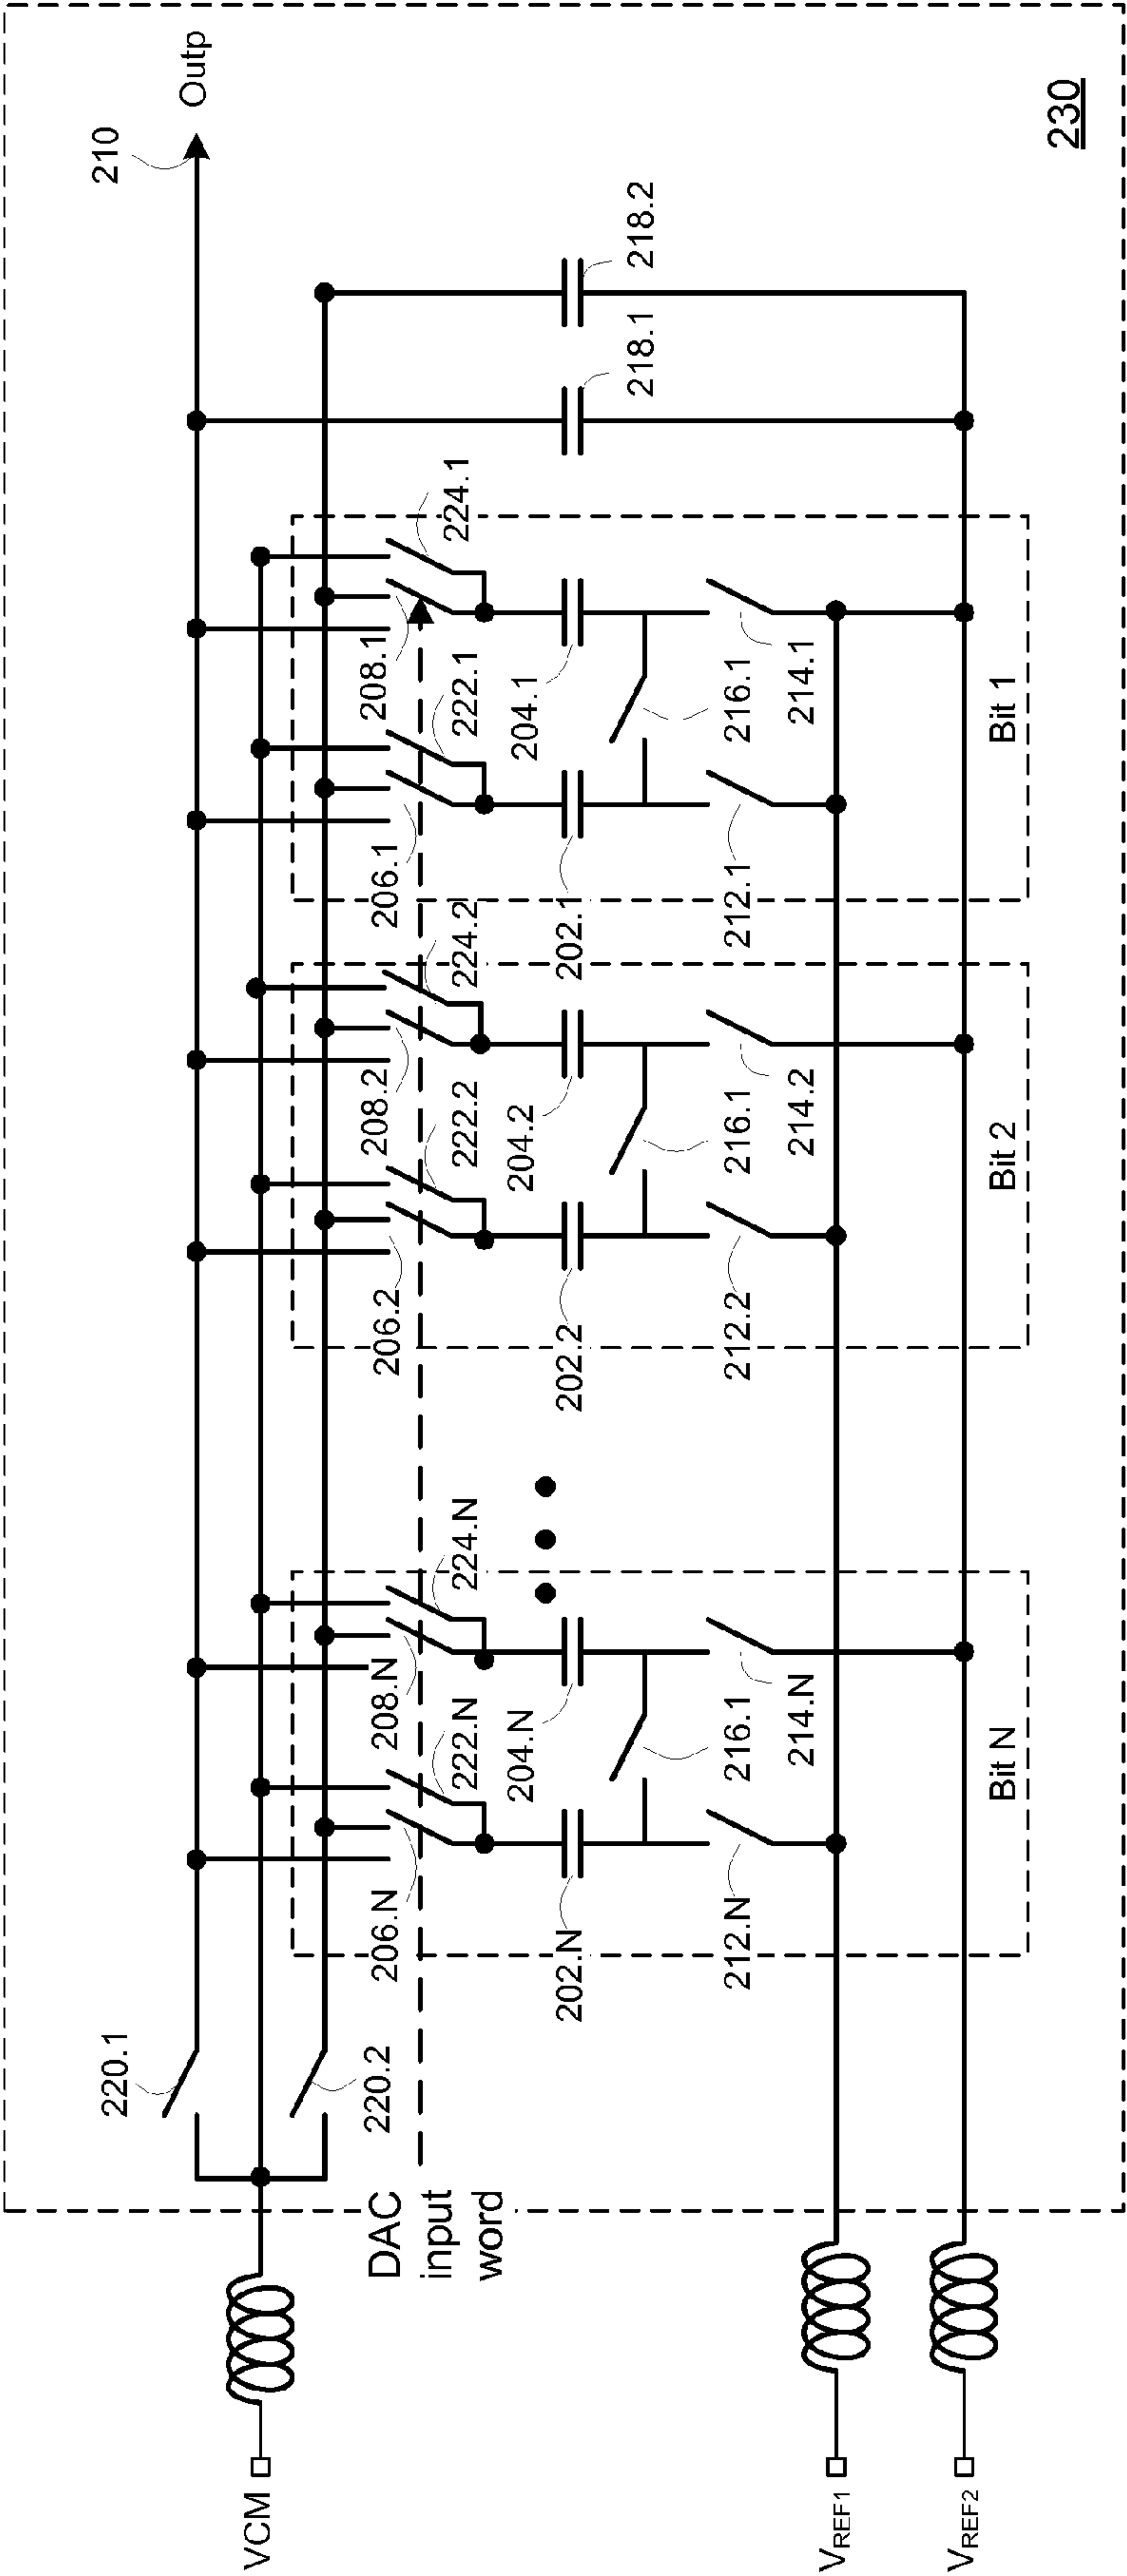 210
Outp
220.1
220.2
VCM
DAC
input
word
206.N
222.N
208.N
224.N
206.2
222.2
208.2
224.2
206.1
222.1
208.1
224.1
202.N
204.N
202.2
204.2
202.1
204.1
218.1
218.2
216.1
216.1
216.1
212.N
214.N
212.2
214.2
212.1
214.1
VREF1
VREF2
Bit N
Bit 2
Bit 1
230